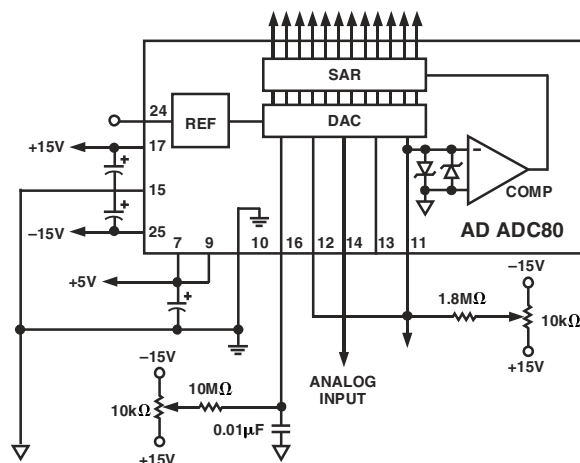 SAR
24
REF
DAC
+15V
17
15
COMP
–15V
25
AD ADC80
7
9
10
16
12
14
13
11
+5V
–15V
1.8MΩ
10kΩ
+15V
–15V
ANALOG
INPUT
10MΩ
10kΩ
0.01µF
+15V